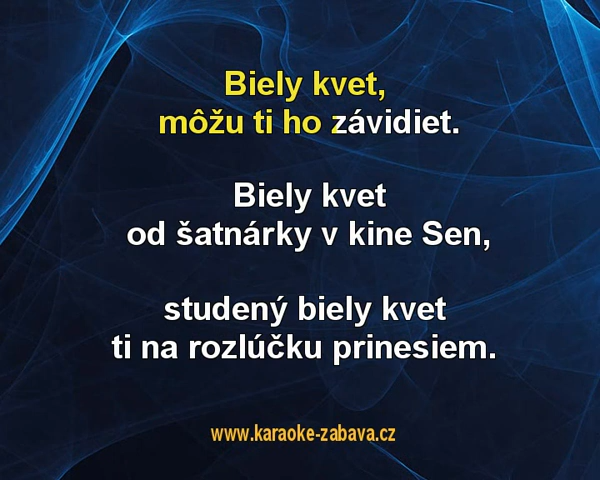 Biely kvet,
môžu ti ho závidiet.
Biely kvet
od šatnárky v kine Sen,
studený biely kvet
ti na rozlúčku prinesiem.
www.karaoke-zabava.cz